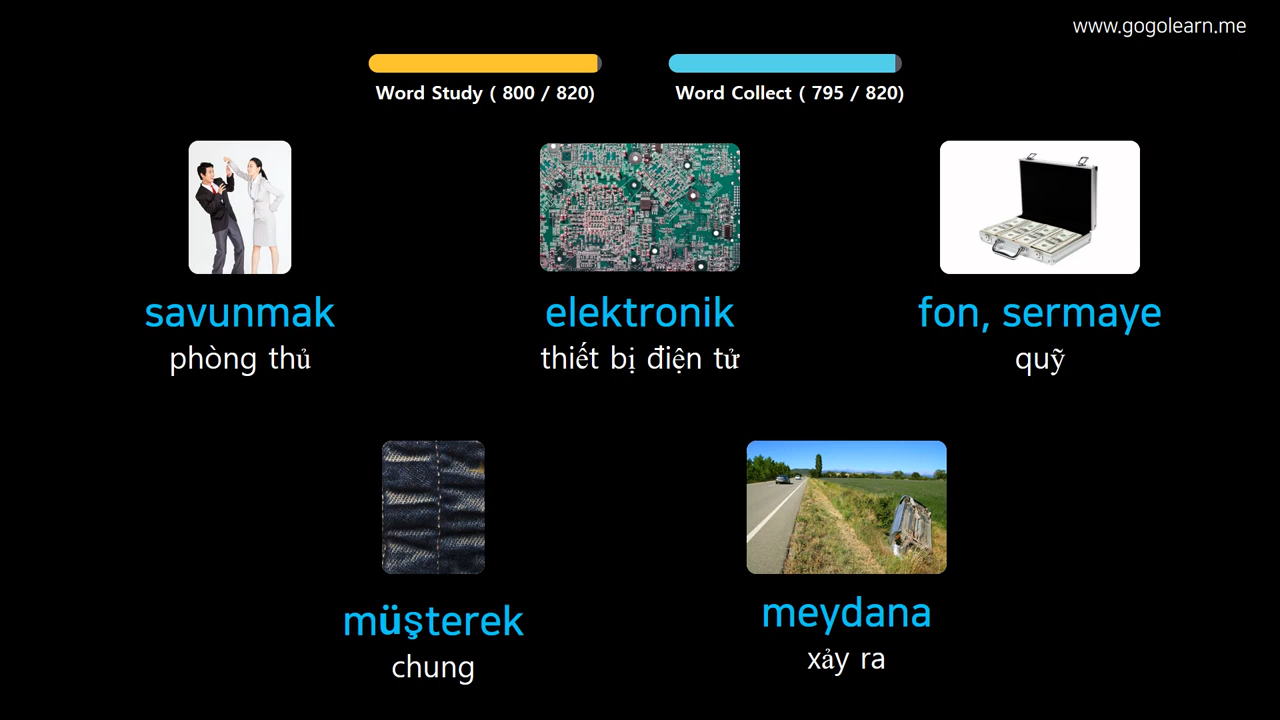 www.gogolearn.me
Word Study ( 800 / 820)
Word Collect ( 795 / 820)
savunmak
phòng thủ
elektronik
thiết bị điện tử
fon, sermaye
quỹ
müşterek
chung
meydana
xảy ra